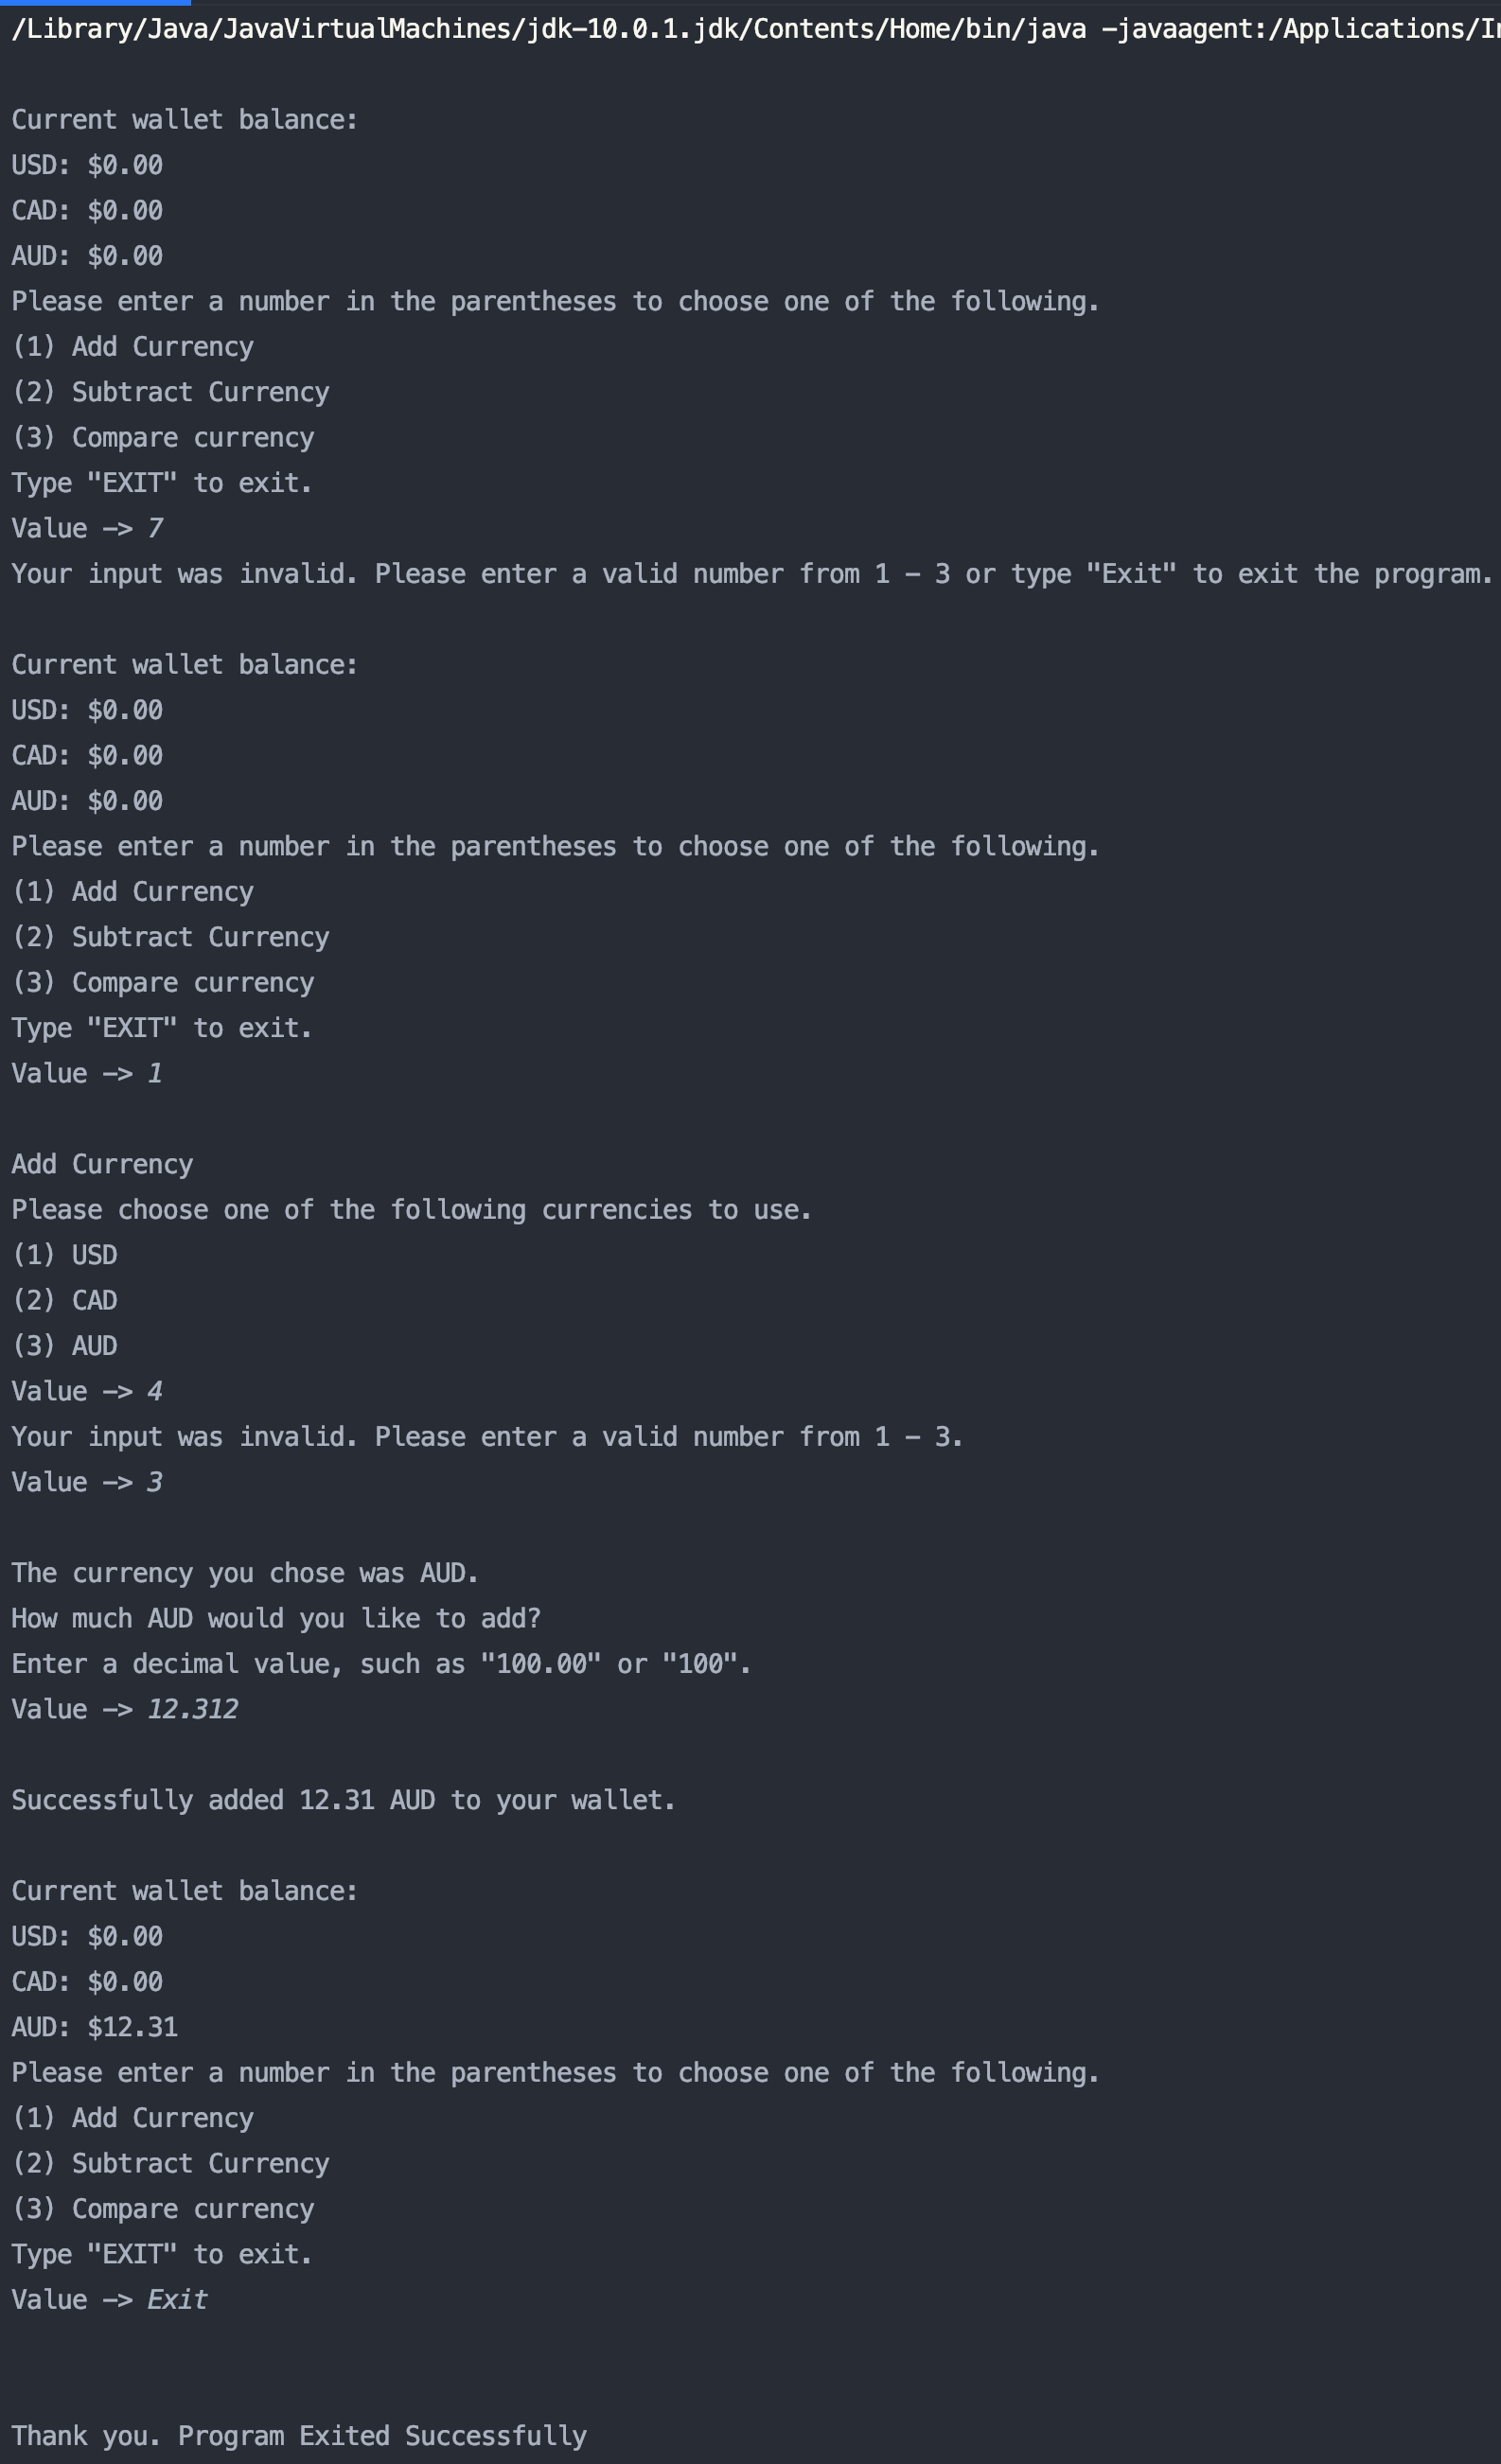 /Library/Java/JavaVirtualMachines/jdk-10.0.1.jdk/Contents/Home/bin/java -javaagent:/Applications/
Current wallet balance:
USD: $0.00
CAD: $0.00
AUD: $0.00
Please enter a number in the parentheses to choose one of the following.
(1) Add Currency
(2) Subtract Currency
(3) Compare currency
Type "EXIT" to exit.
Value -> 7
Your input was invalid. Please enter a valid number from 1 - 3 or type "Exit" to exit the program.
Current wallet balance:
USD: $0.00
CAD: $0.00
AUD: $0.00
Please enter a number in the parentheses to choose one of the following.
(1) Add Currency
(2) Subtract Currency
(3) Compare currency
Type "EXIT" to exit.
Value -> 1
Add Currency
Please choose one of the following currencies to use.
(1) USD
(2) CAD
(3) AUD
Value -> 4
Your input was invalid. Please enter a valid number from 1 - 3.
Value -> 3
The currency you chose was AUD.
How much AUD would you like to add?
Enter a decimal value, such as "100.00" or "100".
Value -> 12.312
Successfully added 12.31 AUD to your wallet.
Current wallet balance:
USD: $0.00
CAD: $0.00
AUD: $12.31
Please enter a number in the parentheses to choose one of the following.
(1) Add Currency
(2) Subtract Currency
(3) Compare currency
Type "EXIT" to exit.
Value -> Exit
Thank you. Program Exited Successfully